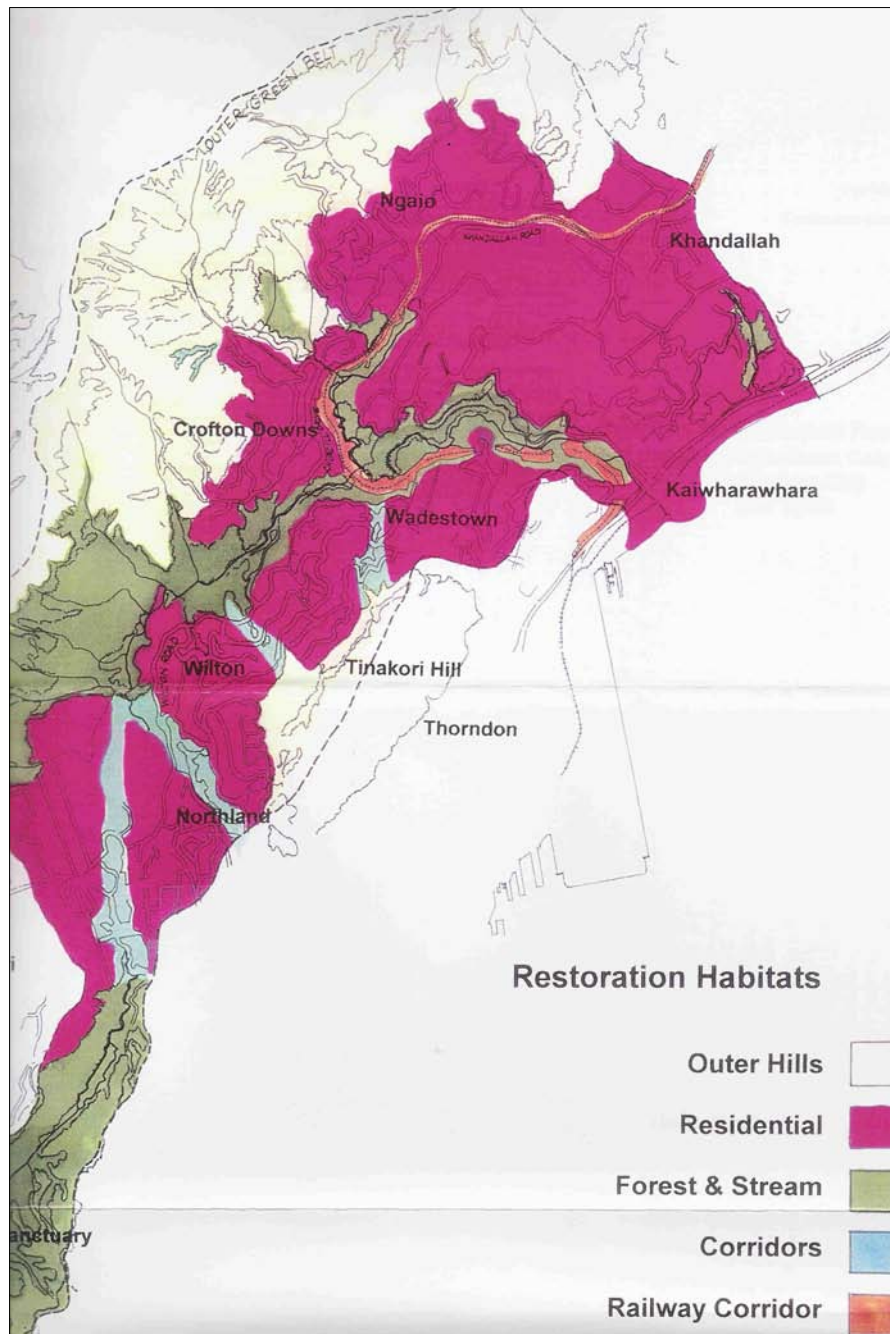 OUTER GREEN BELT
Ngaio
KHANDALLAH ROAD
Khandallah
Crofton Downs
Kaiwharawhara
Wadestown
Wilton
Tinakori Hill
Thorndon
Northland
Restoration Habitats
Outer Hills
Residential
Forest & Stream
Corridors
anctuary
Railway Corridor